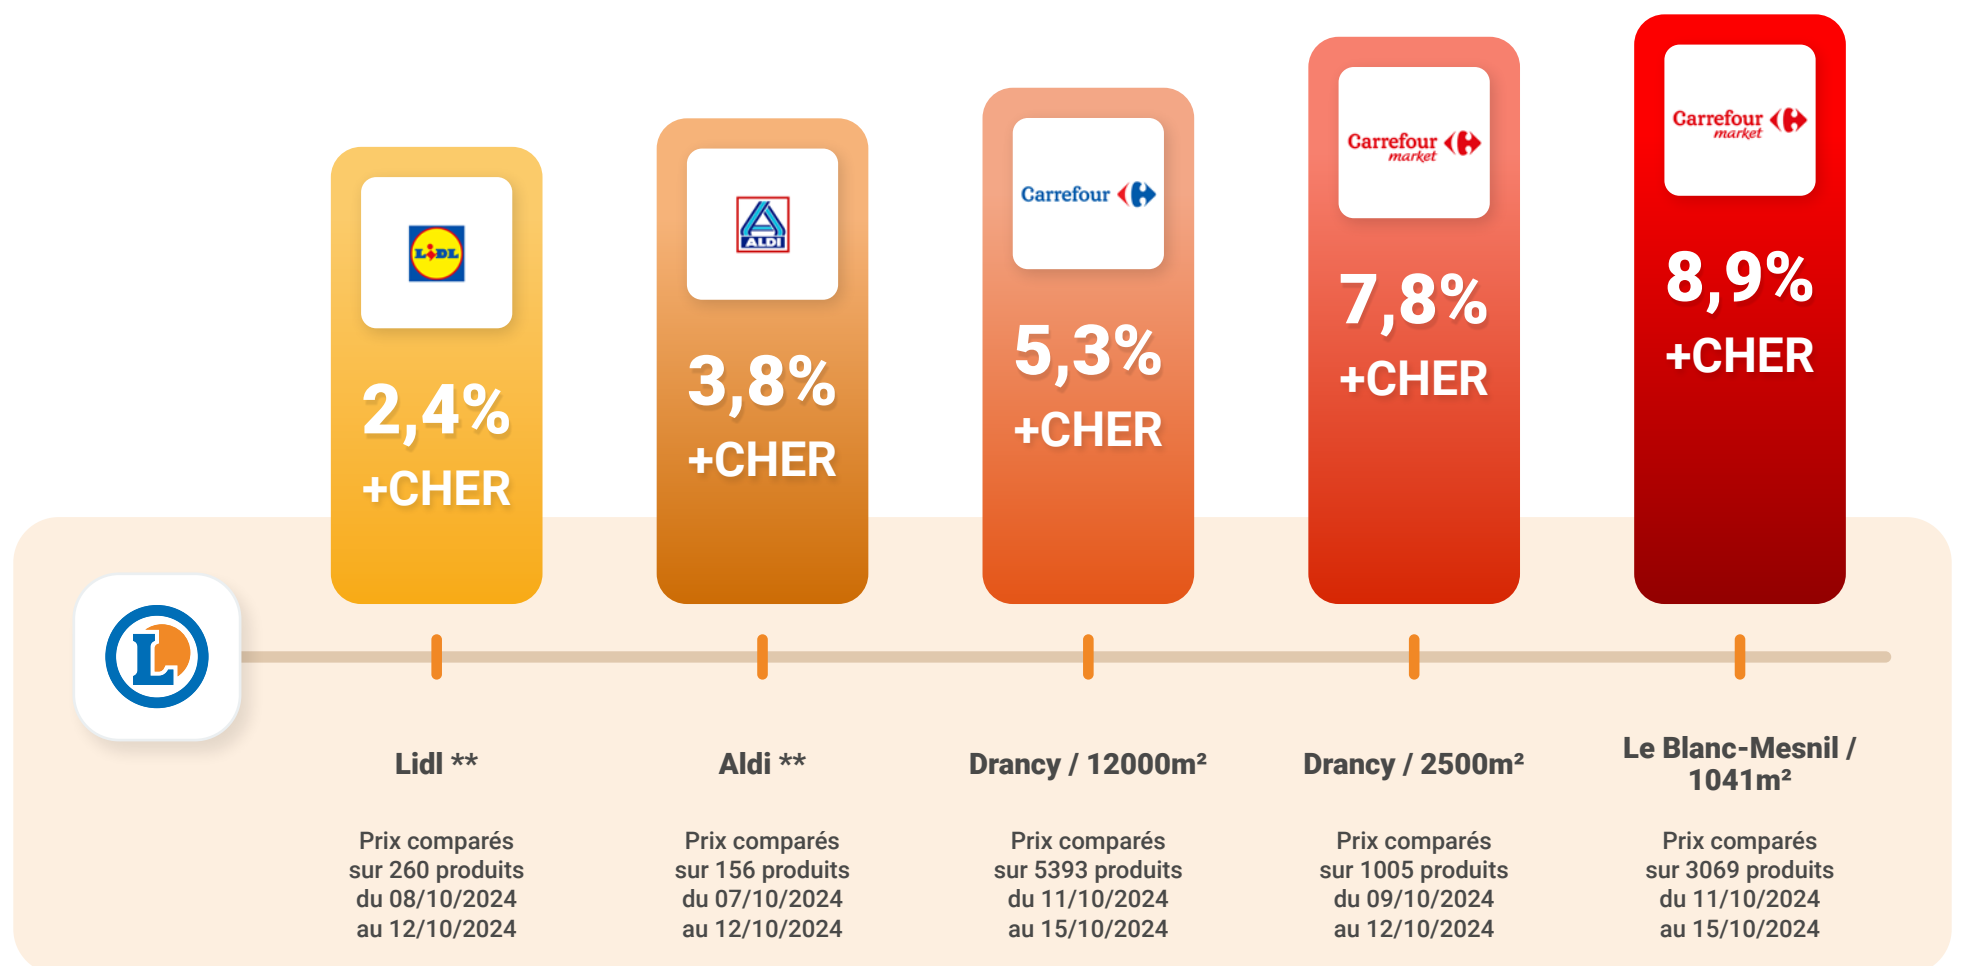 LiDL
2,4%
+CHER
ALDI
3,8%
+CHER
Carrefour
5,3%
+CHER
Carrefour
market
7,8%
+CHER
Carrefour
market
8,9%
+CHER
L
Lidl **
Prix comparés
sur 260 produits
du 08/10/2024
au 12/10/2024
Aldi **
Prix comparés
sur 156 produits
du 07/10/2024
au 12/10/2024
Drancy / 12000m²
Prix comparés
sur 5393 produits
du 11/10/2024
au 15/10/2024
Drancy / 2500m²
Prix comparés
sur 1005 produits
du 09/10/2024
au 12/10/2024
Le Blanc-Mesnil /
1041m²
Prix comparés
sur 3069 produits
du 11/10/2024
au 15/10/2024